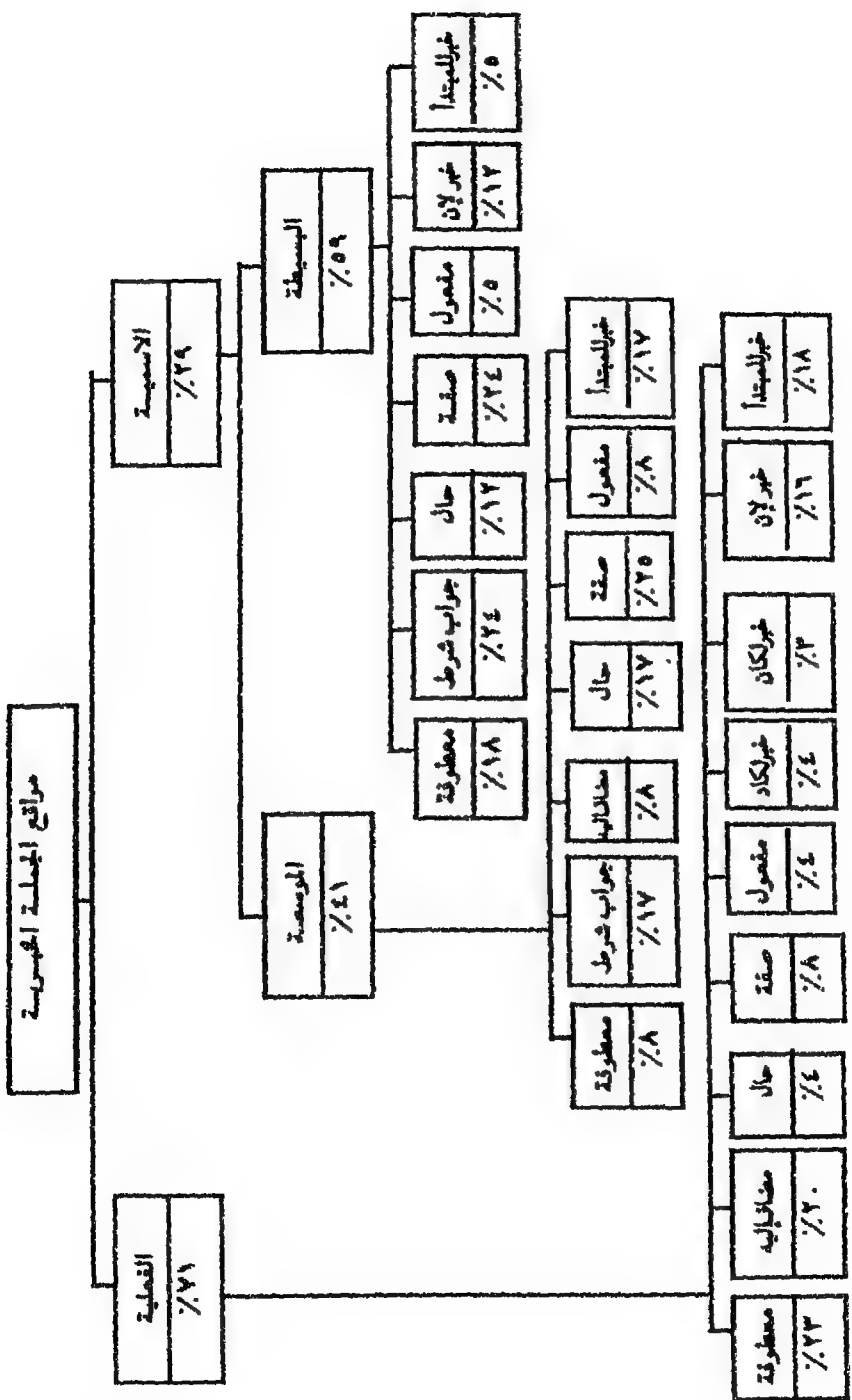 مواقع الجملة الخبرية
الاسمية
٪٢٩
الفعلية
٪٧١
البسيطة
٪٥٩
الموسعة
٪٤١
خبر للمبتدأ
٪٥
خبر لإن
٪١٢
مفعول
٪٥
صفة
٪٢٤
حال
٪١٢
جواب شرط
٪٢٤
معطوفة
٪١٨
خبر للمبتدأ
٪١٧
مفعول
٪٨
صفة
٪٢٥
حال
٪١٧
مضاف إليه
٪٨
جواب شرط
٪١٧
معطوفة
٪٨
خبر للمبتدأ
٪١٨
خبر لإن
٪١٦
خبر لكان
٪٣
خبر لكاد
٪٤
مفعول
٪٤
صفة
٪٨
حال
٪٤
مضاف إليه
٪٢٠
معطوفة
٪٢٣